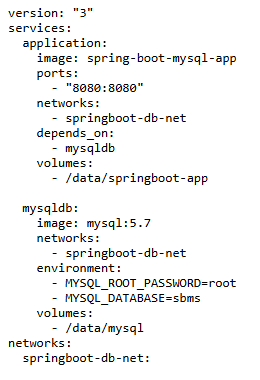 version: "3"
services:
  application:
    image: spring-boot-mysql-app
    ports:
      - "8080:8080"
    networks:
      - springboot-db-net
    depends_on:
      - mysqldb
    volumes:
      - /data/springboot-app

  mysqldb:
    image: mysql:5.7
    networks:
      - springboot-db-net
    environment:
      - MYSQL_ROOT_PASSWORD=root
      - MYSQL_DATABASE=sbms
    volumes:
      - /data/mysql
networks:
  springboot-db-net: